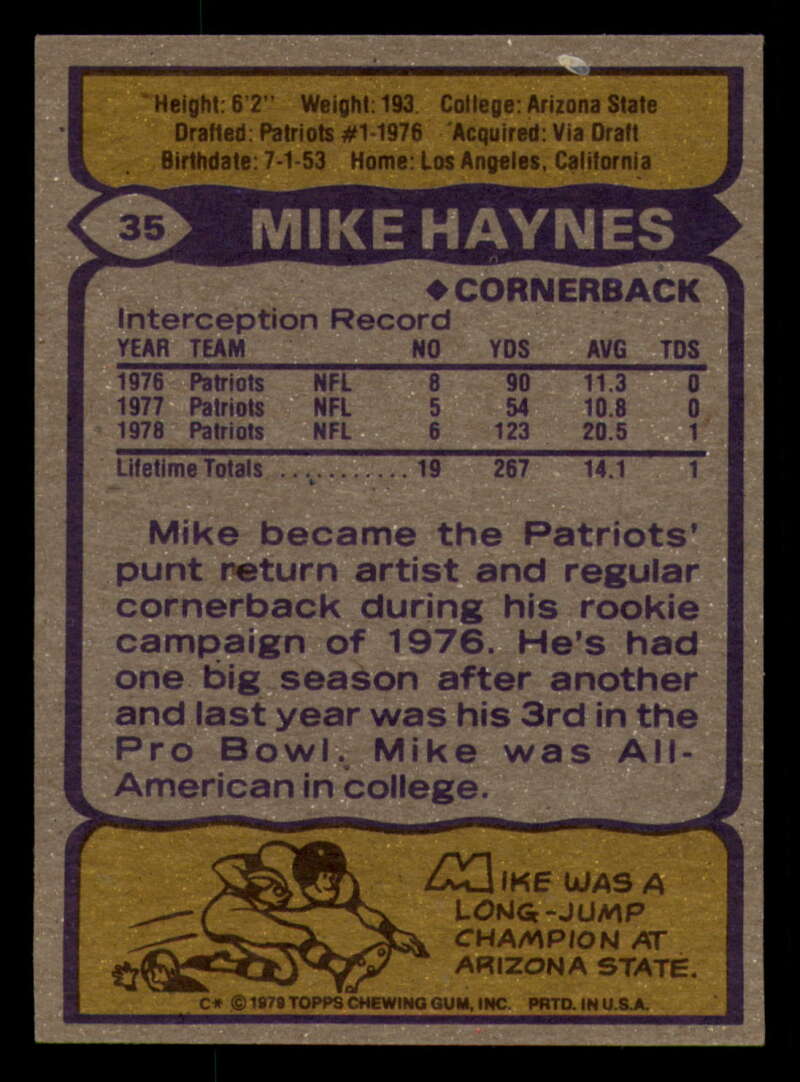 Height: 6'2" Weight: 193 College: Arizona State
Drafted: Patriots #1-1976 Acquired: Via Draft
Birthdate: 7-1-53 Home: Los Angeles, California
35 MIKE HAYNES
◆ CORNERBACK
Interception Record
YEAR TEAM NO YDS AVG TDS
1976 Patriots NFL 8 90 11.3 0
1977 Patriots NFL 5 54 10.8 0
1978 Patriots NFL 6 123 20.5 1
Lifetime Totals ........... 19 267 14.1 1
Mike became the Patriots'
punt return artist and regular
cornerback during his rookie
campaign of 1976. He's had
one big season after another
and last year was his 3rd in the
Pro Bowl. Mike was All-
American in college.
MIKE WAS A
LONG-JUMP
CHAMPION AT
ARIZONA STATE.
C* © 1979 TOPPS CHEWING GUM, INC. PRTD. IN U.S.A.